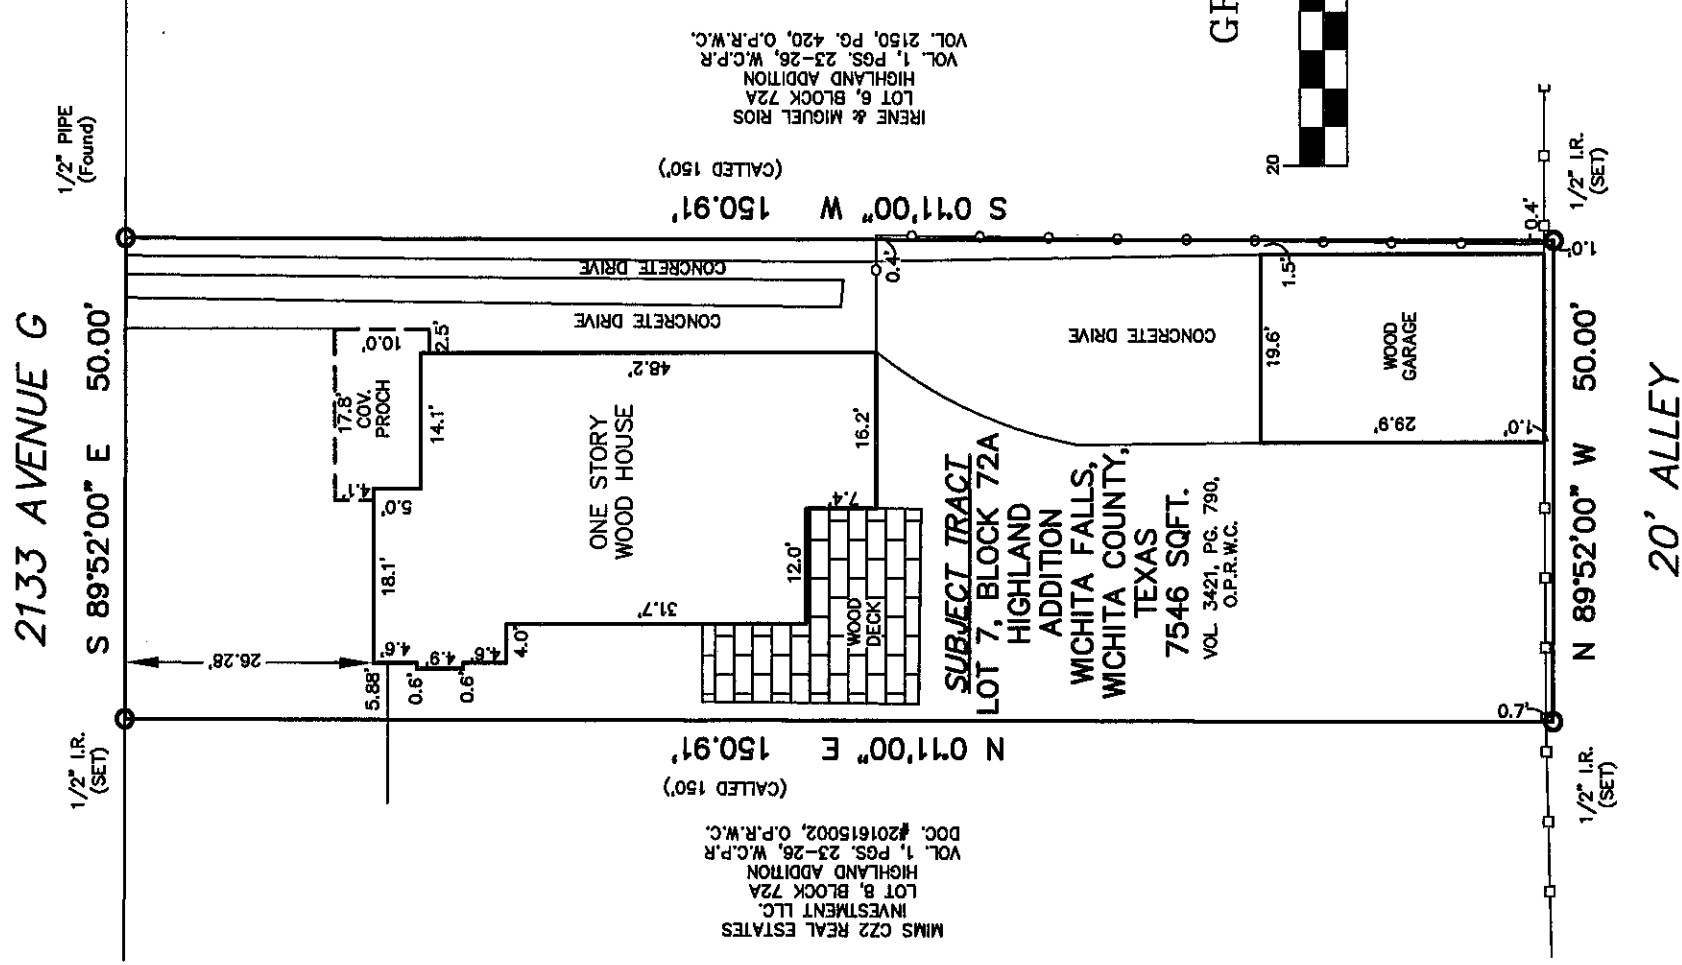 2133 AVENUE G
S 89°52'00" E 50.00'
1/2" I.R.
(SET)
1/2" PIPE
(Found)
26.28'
5.88'
0.6'
0.6'
4.6'
4.9'
4.6'
4.0'
18.1'
5.0'
4.1'
17.8'
COV.
PROCH
10.0'
2.5'
14.1'
48.2'
ONE STORY
WOOD HOUSE
31.7'
12.0'
7.4'
16.2'
WOOD
DECK
CONCRETE DRIVE
CONCRETE DRIVE
CONCRETE DRIVE
0.4'
1.5'
19.6'
WOOD
GARAGE
29.9'
1.0'
0.7'
1.0'
0.4'
S 0°11'00" W 150.91'
(CALLED 150')
IRENE & MIGUEL RIOS
LOT 6, BLOCK 72A
HIGHLAND ADDITION
VOL. 1, PGS. 23-26, W.C.P.R
VOL. 2150, PG. 420, O.P.R.W.C.
SUBJECT TRACT
LOT 7, BLOCK 72A
HIGHLAND
ADDITION
WICHITA FALLS,
WICHITA COUNTY,
TEXAS
7546 SQFT.
VOL. 3421, PG. 790,
O.P.R.W.C.
N 0°11'00" E 150.91'
(CALLED 150')
MIMS CZ2 REAL ESTATES
INVESTMENT LLC.
LOT 8, BLOCK 72A
HIGHLAND ADDITION
VOL. 1, PGS. 23-26, W.C.P.R
DOC. #201615002, O.P.R.W.C.
N 89°52'00" W 50.00'
1/2" I.R.
(SET)
1/2" I.R.
(SET)
20' ALLEY
20